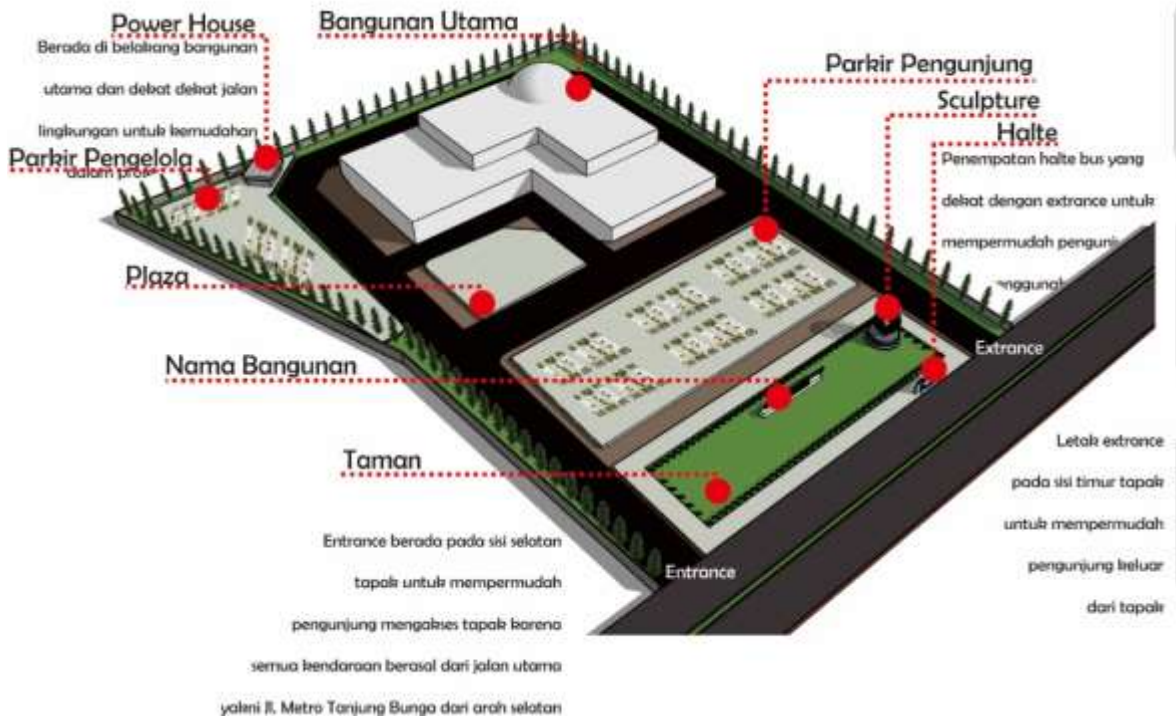 Power House
Berada di belakang bangunan
utama dan dekat dekat jalan
lingkungan untuk kemudahan
dalam
Parkir Pengelola
Bangunan Utama
Parkir Pengunjung
Sculpture
Halte
Penempatan halte bus yang
dekat dengan extrance untuk
mempermudah
Plaza
Nama Bangunan
Taman
Extrance
Entrance
Letak extrance
pada sisi timur tapak
untuk mempermudah
pengunjung keluar
dari tapak
Entrance berada pada sisi selatan
tapak untuk mempermudah
pengunjung mengakses tapak karena
semua kendaraan berasal dari jalan utama
yakni Jl. Metro Tanjung Bunga dari arah selatan